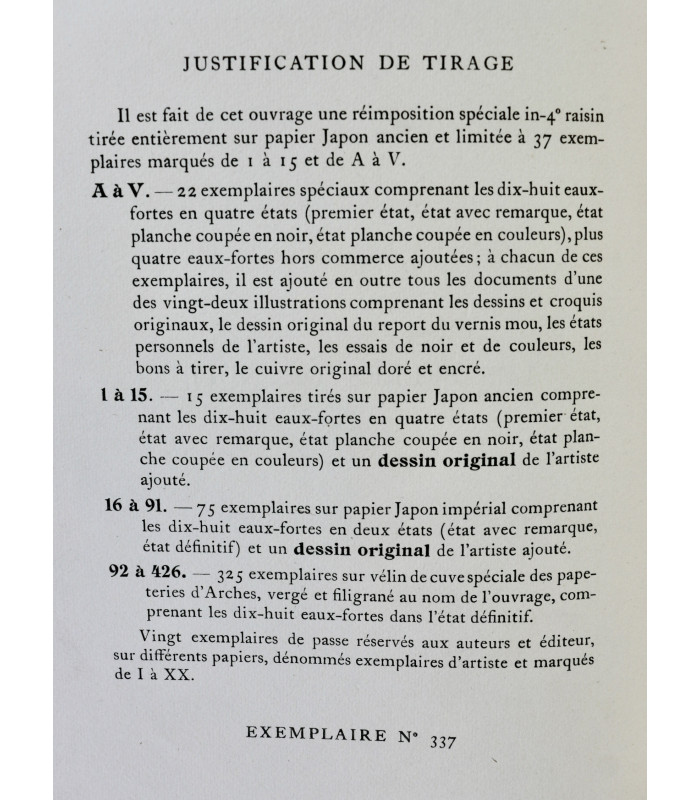 JUSTIFICATION DE TIRAGE
Il est fait de cet ouvrage une réimposition spéciale in-4° raisin
tirée entièrement sur papier Japon ancien et limitée à 37 exem-
plaires marqués de 1 à 15 et de A à V.
A à V. — 22 exemplaires spéciaux comprenant les dix-huit eaux-
fortes en quatre états (premier état, état avec remarque, état
planche coupée en noir, état planche coupée en couleurs), plus
quatre eaux-fortes hors commerce ajoutées; à chacun de ces
exemplaires, il est ajouté en outre tous les documents d'une
des vingt-deux illustrations comprenant les dessins et croquis
originaux, le dessin original du report du vernis mou, les états
personnels de l'artiste, les essais de noir et de couleurs, les
bons à tirer, le cuivre original doré et encré.
1 à 15. — 15 exemplaires tirés sur papier Japon ancien compre-
nant les dix-huit eaux-fortes en quatre états (premier état,
état avec remarque, état planche coupée en noir, état plan-
che coupée en couleurs) et un dessin original de l'artiste
ajouté.
16 à 91. — 75 exemplaires sur papier Japon impérial comprenant
les dix-huit eaux-fortes en deux états (état avec remarque,
état définitif) et un dessin original de l'artiste ajouté.
92 à 426. — 325 exemplaires sur vélin de cuve spéciale des pape-
teries d'Arches, vergé et filigrané au nom de l'ouvrage, com-
prenant les dix-huit eaux-fortes dans l'état définitif.
Vingt exemplaires de passe réservés aux auteurs et éditeur,
sur différents papiers, dénommés exemplaires d'artiste et marqués
de I à XX.
EXEMPLAIRE N° 337